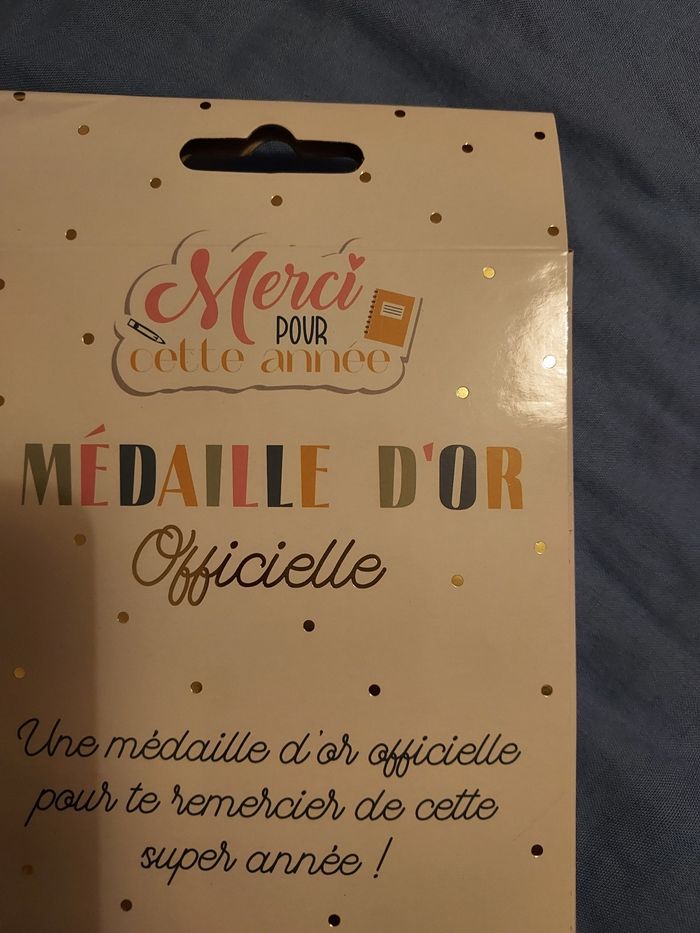 Merci
POUR
cette année
MÉDAILLE D'OR
Officielle
Une médaille d'or officielle
pour te remercier de cette
super année !